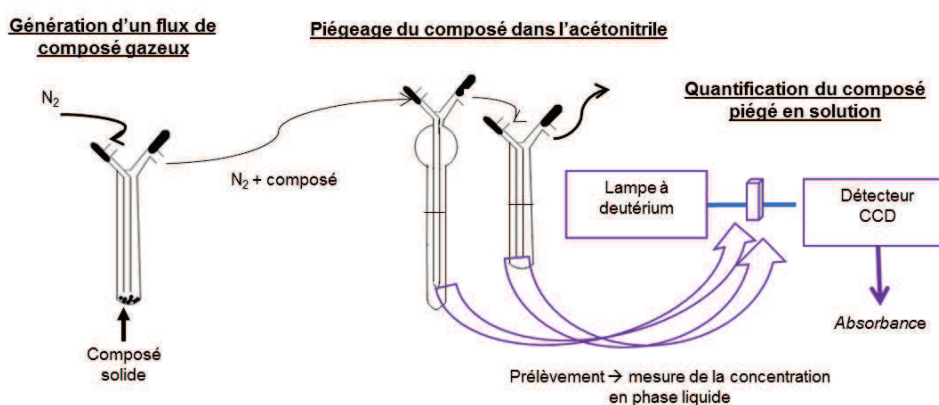 Génération d'un flux de
composé gazeux
Piégeage du composé dans l'acétonitrile
Quantification du composé
piégé en solution
N₂
N₂ + composé
Lampe à
deutérium
Détecteur
CCD
Absorbance
Composé
solide
Prélèvement → mesure de la concentration
en phase liquide